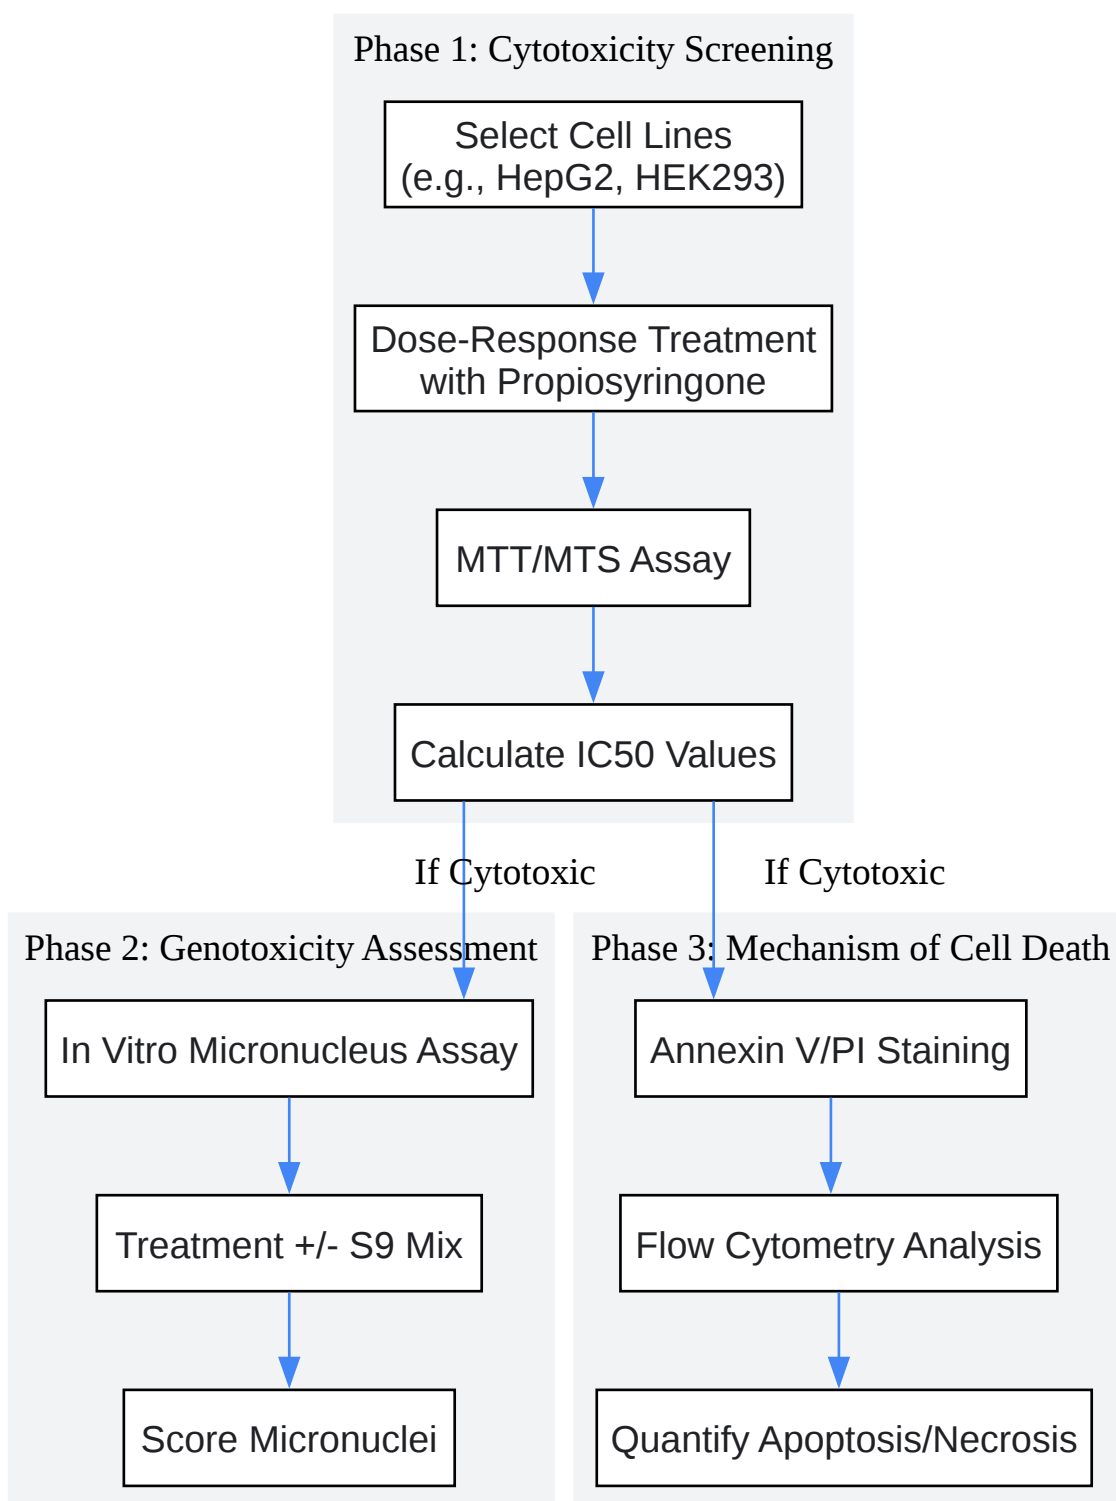 Phase 1: Cytotoxicity Screening
Select Cell Lines
(e.g., HepG2, HEK293)
Dose-Response Treatment
with Propiosyringone
MTT/MTS Assay
Calculate IC50 Values
If Cytotoxic
If Cytotoxic
Phase 2: Genotoxicity Assessment
In Vitro Micronucleus Assay
Treatment +/- S9 Mix
Score Micronuclei
Phase 3: Mechanism of Cell Death
Annexin V/PI Staining
Flow Cytometry Analysis
Quantify Apoptosis/Necrosis